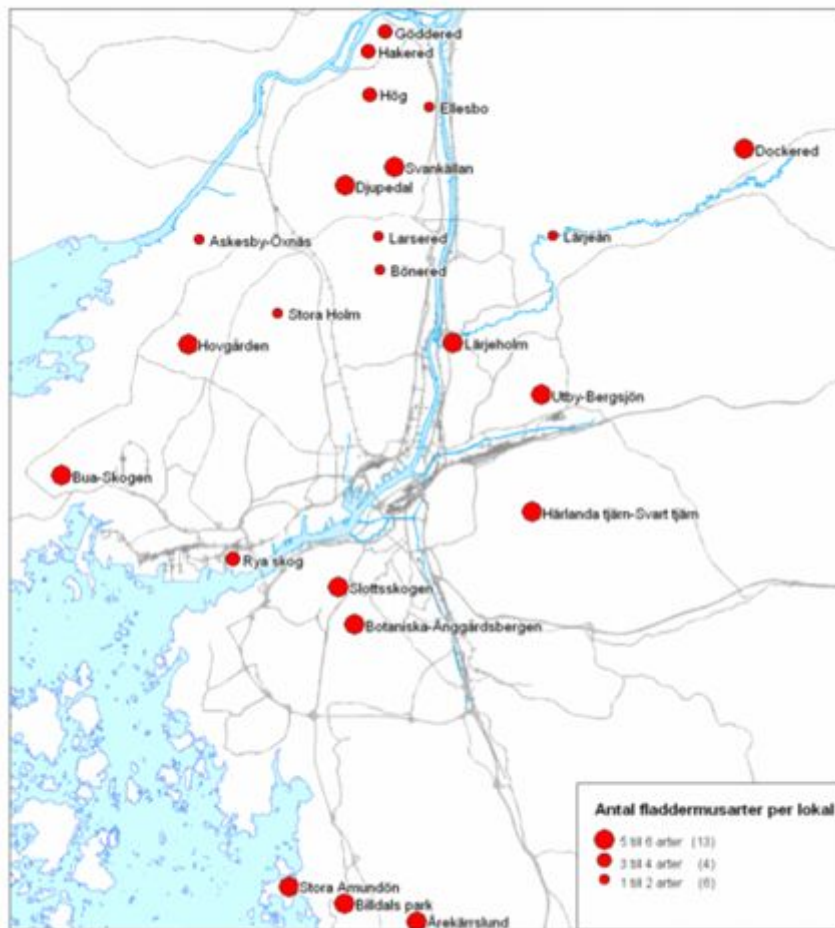 Göddered
Hakered
Hög
Ellesbo
Dockered
Svankällan
Djupedal
Askesby-Öxnäs
Larsered
Lärjeån
Bönered
Stora Holm
Hovgården
Lärjeholm
Utby-Bergsjön
Bua-Skogen
Härlanda tjärn-Svart tjärn
Rya skog
Slottsskogen
Botaniska-Änggårdsbergen
Antal fladdermusarter per lokal
5 till 6 arter (13)
3 till 4 arter (4)
1 till 2 arter (6)
Stora Amundön
Billdals park
Årekärrslund